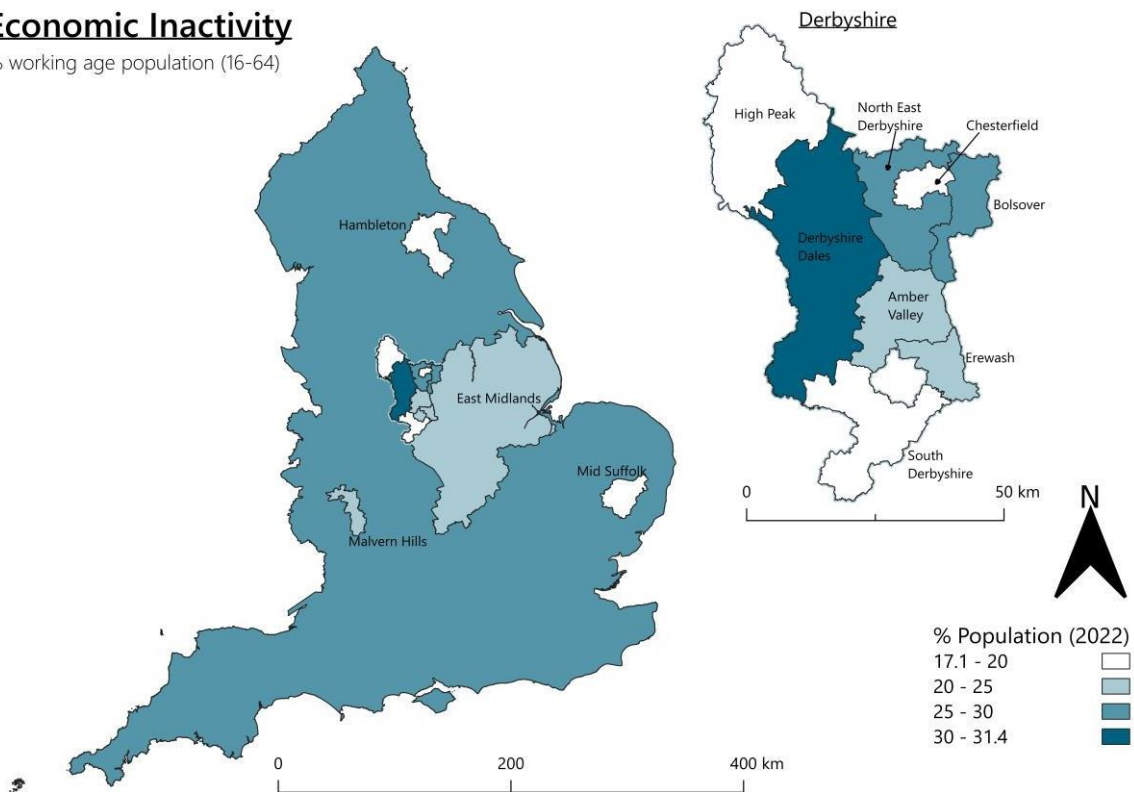 Economic Inactivity
% working age population (16-64)
Derbyshire
High Peak
North East
Derbyshire
Chesterfield
Bolsover
Derbyshire
Dales
Amber
Valley
Erewash
South
Derbyshire
0 50 km
N
Hambleton
East Midlands
Mid Suffolk
Malvern Hills
% Population (2022)
17.1 - 20
20 - 25
25 - 30
30 - 31.4
0 200 400 km